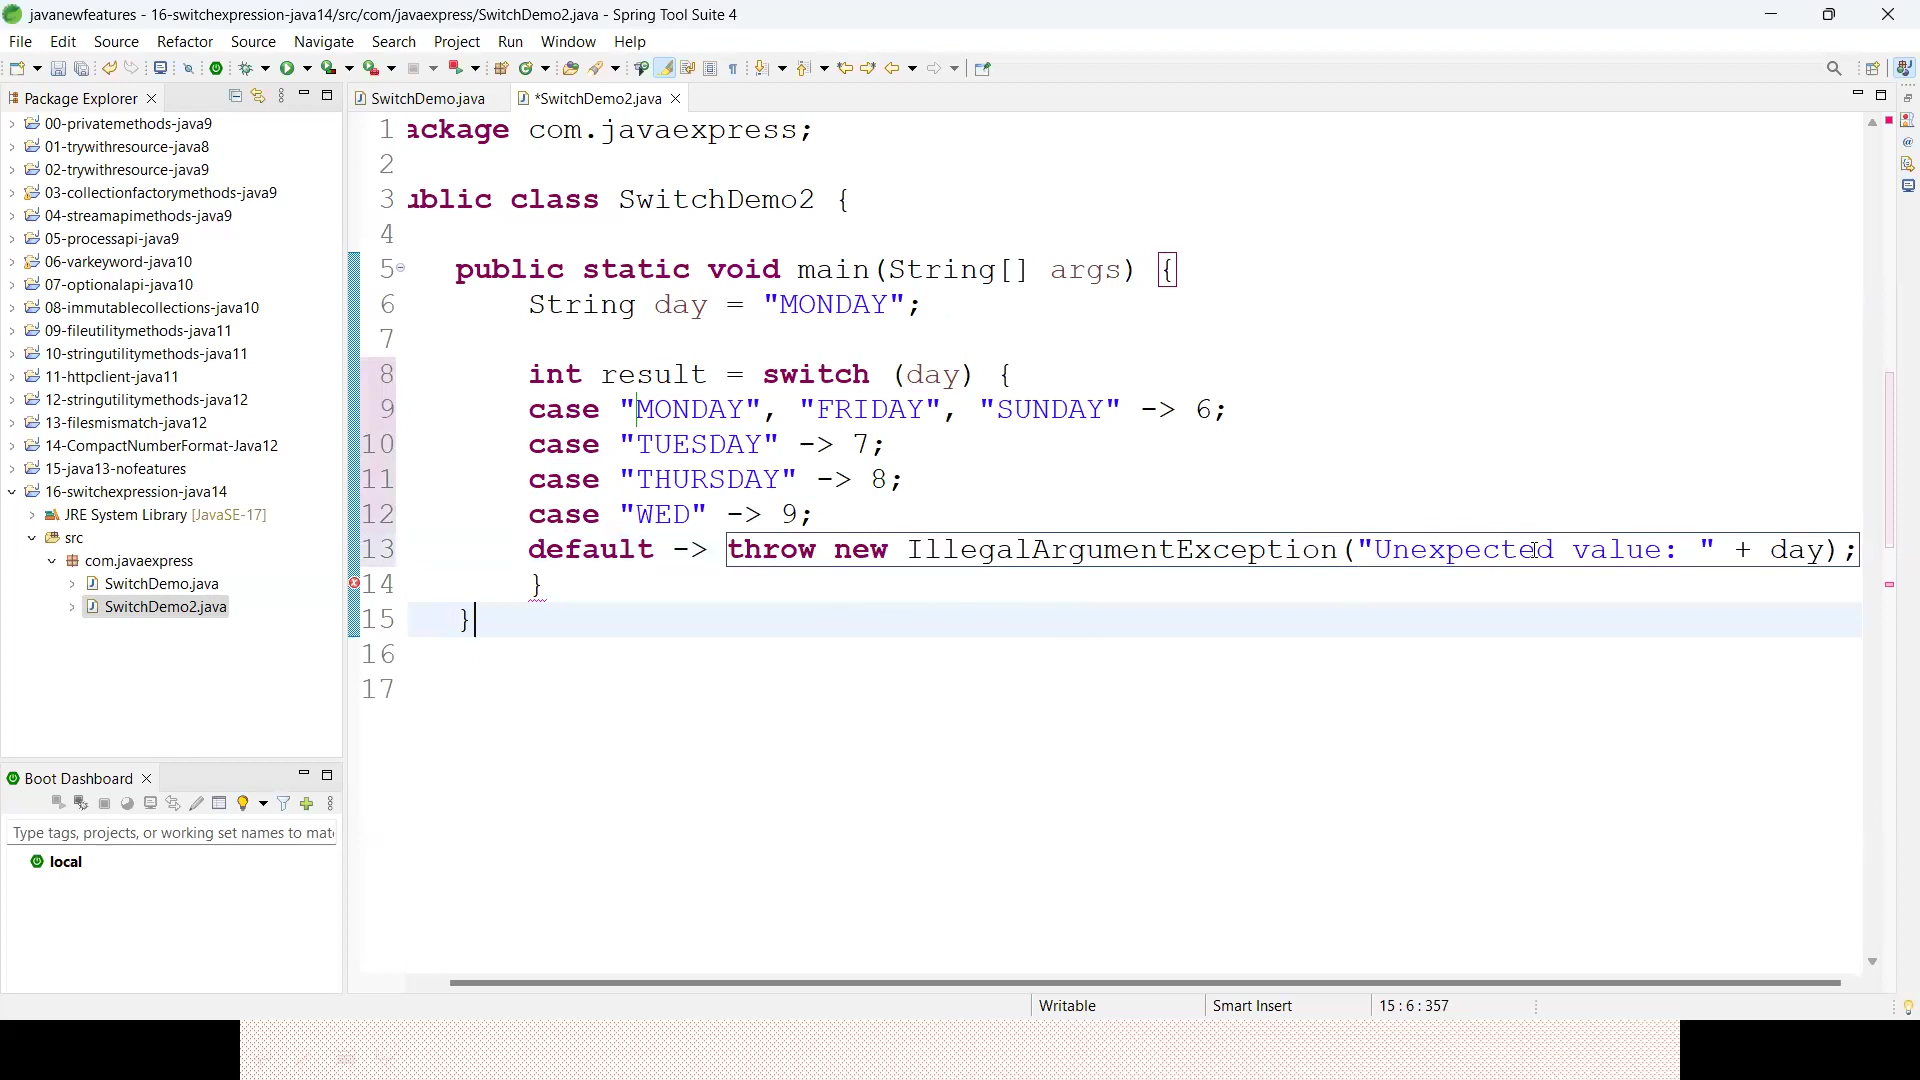 javanewfeatures - 16-switchexpression-java14/src/com/javaexpress/SwitchDemo2.java - Spring Tool Suite 4
File Edit Source Refactor Source Navigate Search Project Run Window Help
Package Explorer
SwitchDemo.java
*SwitchDemo2.java
00-privatemethods-java9
01-trywithresource-java8
02-trywithresource-java9
03-collectionfactorymethods-java9
04-streamapimethods-java9
05-processapi-java9
06-varkeyword-java10
07-optionalapi-java10
08-immutablecollections-java10
09-fileutilitymethods-java11
10-stringutilitymethods-java11
11-httpclient-java11
12-stringutilitymethods-java12
13-filesmismatch-java12
14-CompactNumberFormat-Java12
15-java13-nofeatures
16-switchexpression-java14
JRE System Library [JavaSE-17]
src
com.javaexpress
SwitchDemo.java
SwitchDemo2.java
1 ackage com.javaexpress;
2
3 ublic class SwitchDemo2 {
4
5 public static void main(String[] args) {
6 String day = "MONDAY";
7
8 int result = switch (day) {
9 case "MONDAY", "FRIDAY", "SUNDAY" -> 6;
10 case "TUESDAY" -> 7;
11 case "THURSDAY" -> 8;
12 case "WED" -> 9;
13 default -> throw new IllegalArgumentException("Unexpected value: " + day);
14 }
15 }
16
17
Boot Dashboard
Type tags, projects, or working set names to mat
local
Writable
Smart Insert
15 : 6 : 357